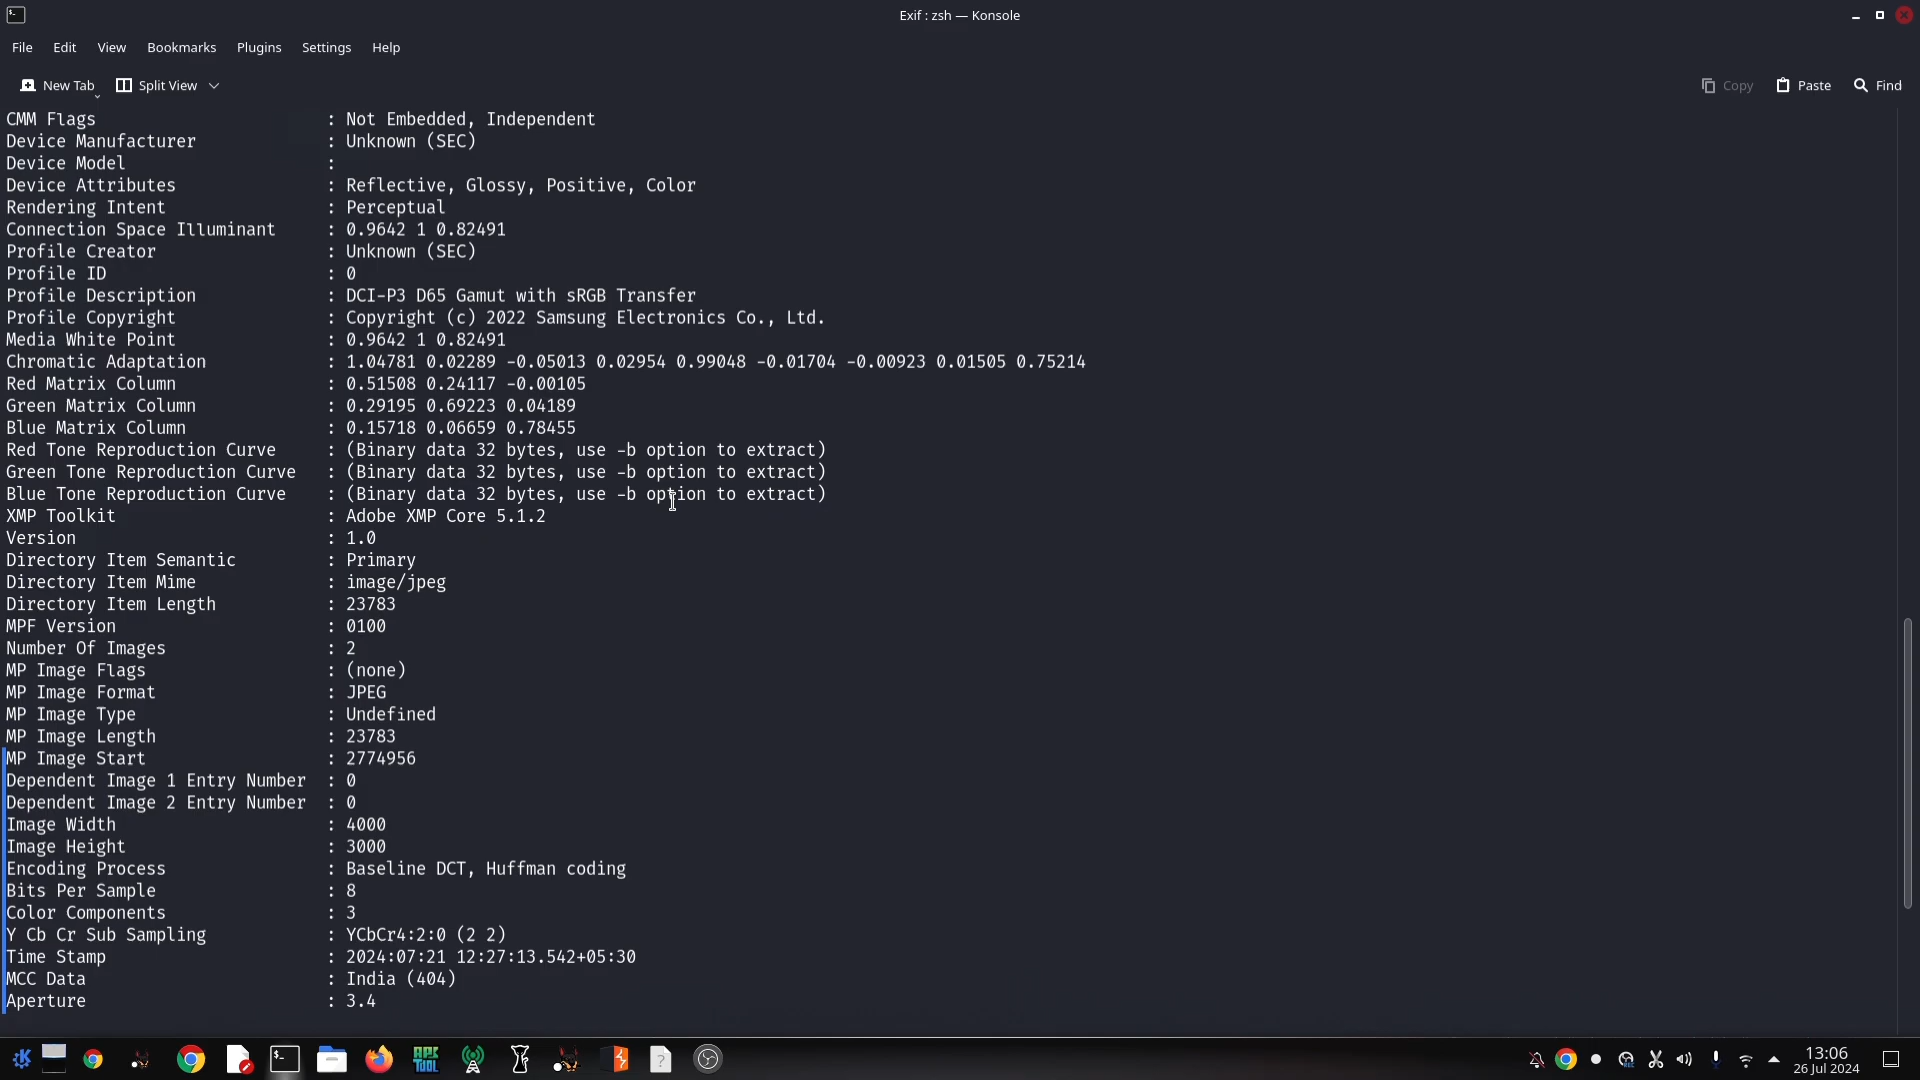 Exif : zsh — Konsole
File Edit View Bookmarks Plugins Settings Help
New Tab Split View Copy Paste Find
CMM Flags : Not Embedded, Independent
Device Manufacturer : Unknown (SEC)
Device Model :
Device Attributes : Reflective, Glossy, Positive, Color
Rendering Intent : Perceptual
Connection Space Illuminant : 0.9642 1 0.82491
Profile Creator : Unknown (SEC)
Profile ID : 0
Profile Description : DCI-P3 D65 Gamut with sRGB Transfer
Profile Copyright : Copyright (c) 2022 Samsung Electronics Co., Ltd.
Media White Point : 0.9642 1 0.82491
Chromatic Adaptation : 1.04781 0.02289 -0.05013 0.02954 0.99048 -0.01704 -0.00923 0.01505 0.75214
Red Matrix Column : 0.51508 0.24117 -0.00105
Green Matrix Column : 0.29195 0.69223 0.04189
Blue Matrix Column : 0.15718 0.06659 0.78455
Red Tone Reproduction Curve : (Binary data 32 bytes, use -b option to extract)
Green Tone Reproduction Curve : (Binary data 32 bytes, use -b option to extract)
Blue Tone Reproduction Curve : (Binary data 32 bytes, use -b option to extract)
XMP Toolkit : Adobe XMP Core 5.1.2
Version : 1.0
Directory Item Semantic : Primary
Directory Item Mime : image/jpeg
Directory Item Length : 23783
MPF Version : 0100
Number Of Images : 2
MP Image Flags : (none)
MP Image Format : JPEG
MP Image Type : Undefined
MP Image Length : 23783
MP Image Start : 2774956
Dependent Image 1 Entry Number : 0
Dependent Image 2 Entry Number : 0
Image Width : 4000
Image Height : 3000
Encoding Process : Baseline DCT, Huffman coding
Bits Per Sample : 8
Color Components : 3
Y Cb Cr Sub Sampling : YCbCr4:2:0 (2 2)
Time Stamp : 2024:07:21 12:27:13.542+05:30
MCC Data : India (404)
Aperture : 3.4
APK TOOL
13:06
26 Jul 2024